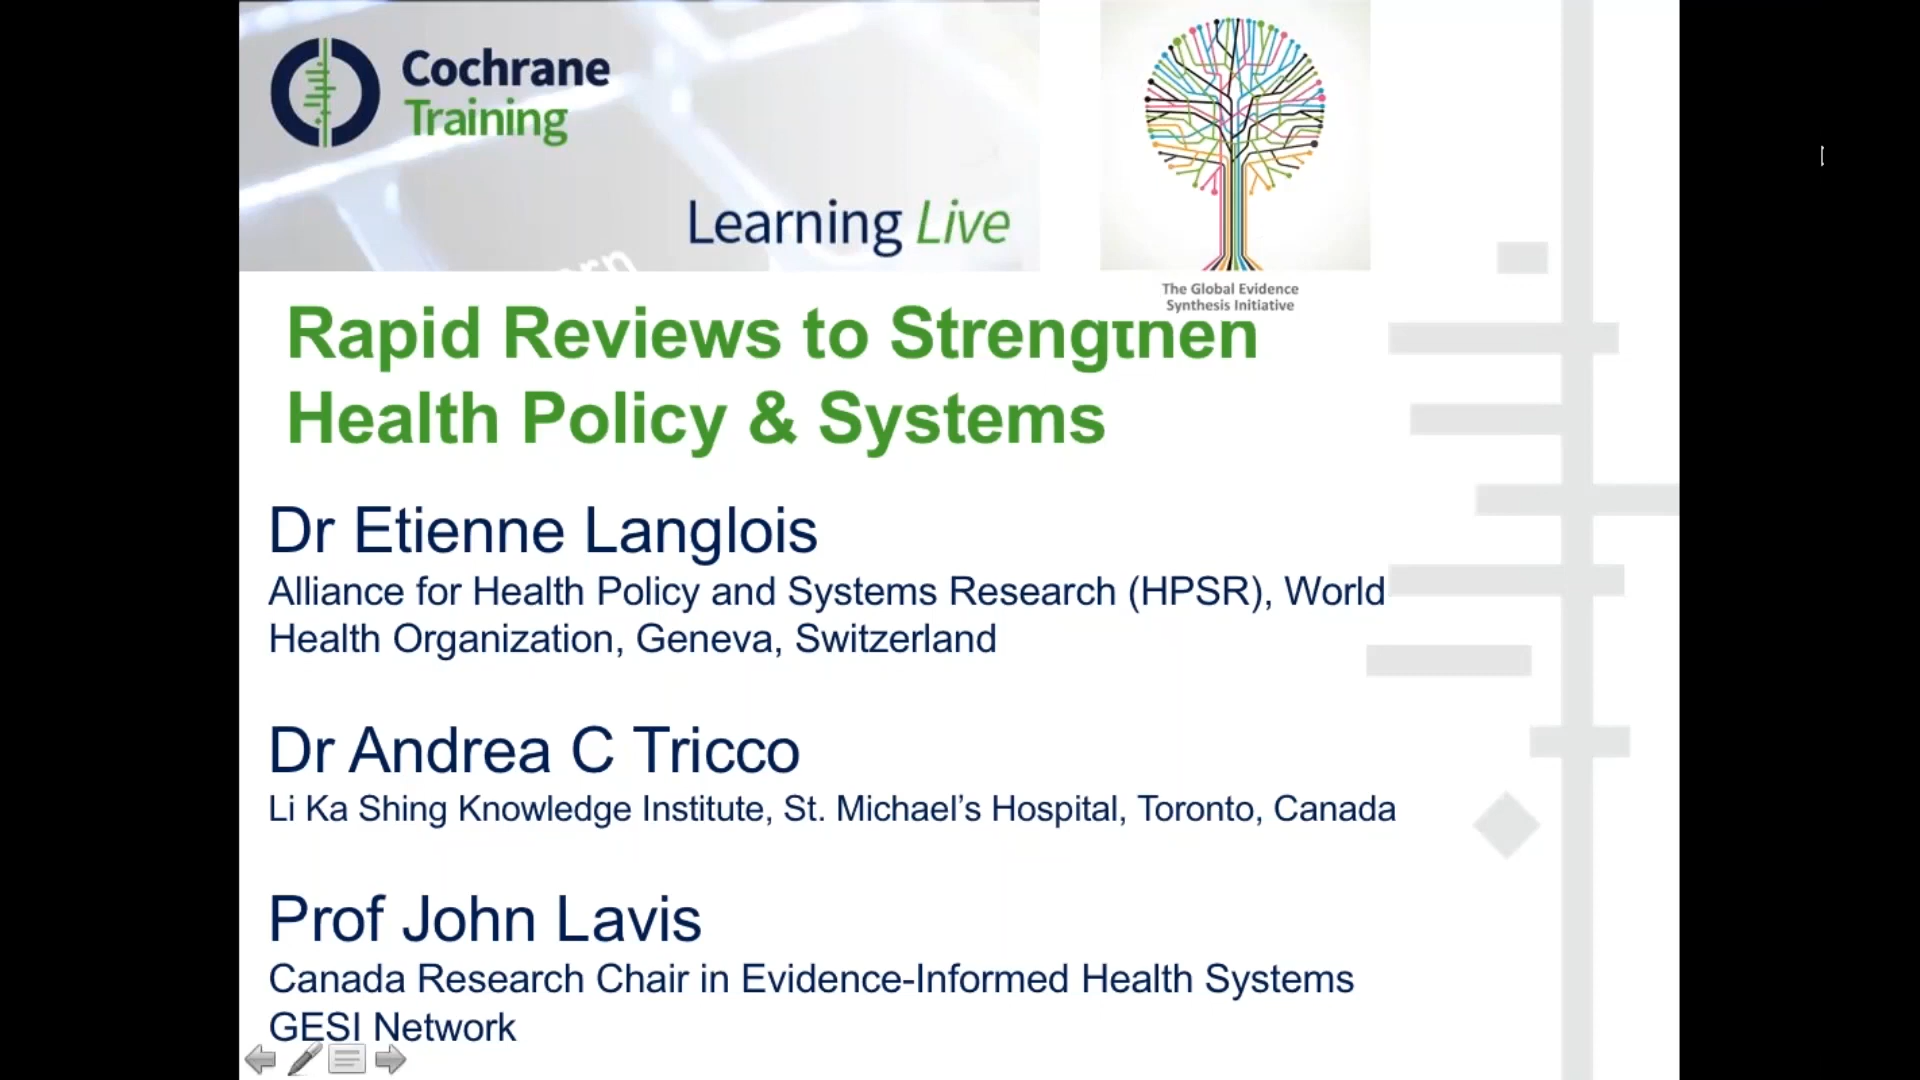 Cochrane
Training
Learning Live
The Global Evidence
Synthesis Initiative
Rapid Reviews to Strengthen
Health Policy & Systems
Dr Etienne Langlois
Alliance for Health Policy and Systems Research (HPSR), World
Health Organization, Geneva, Switzerland
Dr Andrea C Tricco
Li Ka Shing Knowledge Institute, St. Michael’s Hospital, Toronto, Canada
Prof John Lavis
Canada Research Chair in Evidence-Informed Health Systems
GESI Network